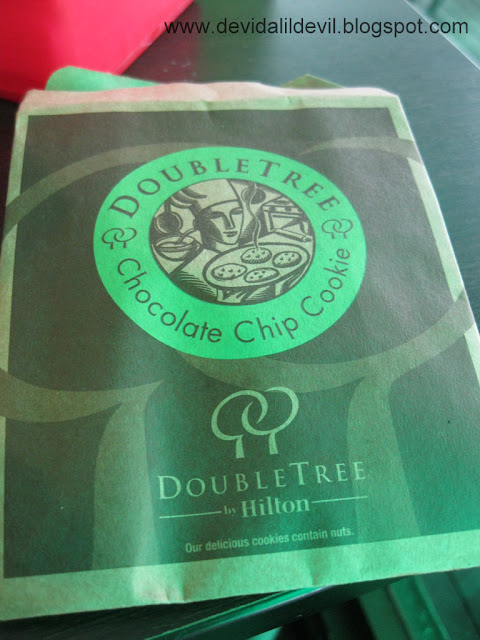 www.devidalildevil.blogspot.com
DOUBLETREE
Chocolate Chip Cookie
DOUBLETREE
by Hilton
Our delicious cookies contain nuts.